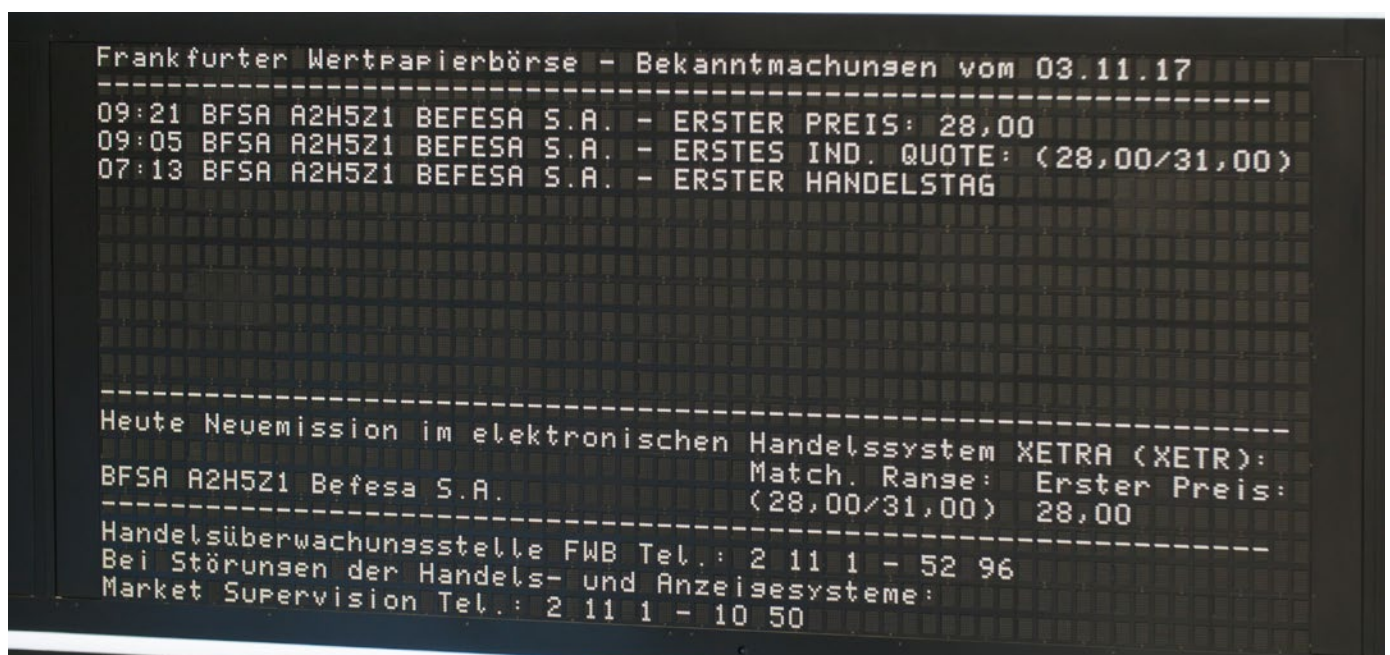 Frankfurter Wertpapierbörse - Bekanntmachungen vom 03.11.17
09:21 BFSA A2H5Z1 BEFESA S.A. - ERSTER PREIS: 28,00
09:05 BFSA A2H5Z1 BEFESA S.A. - ERSTES IND. QUOTE: (28,00/31,00)
07:13 BFSA A2H5Z1 BEFESA S.A. - ERSTER HANDELSTAG
Heute Neuemission im elektronischen Handelssystem XETRA (XETR):
Match. Range: Erster Preis:
BFSA A2H5Z1 Befesa S.A. (28,00/31,00) 28,00
Handelsüberwachungsstelle FWB Tel.: 2 11 1 - 52 96
Bei Störungen der Handels- und Anzeigesysteme:
Market Supervision Tel.: 2 11 1 - 10 50